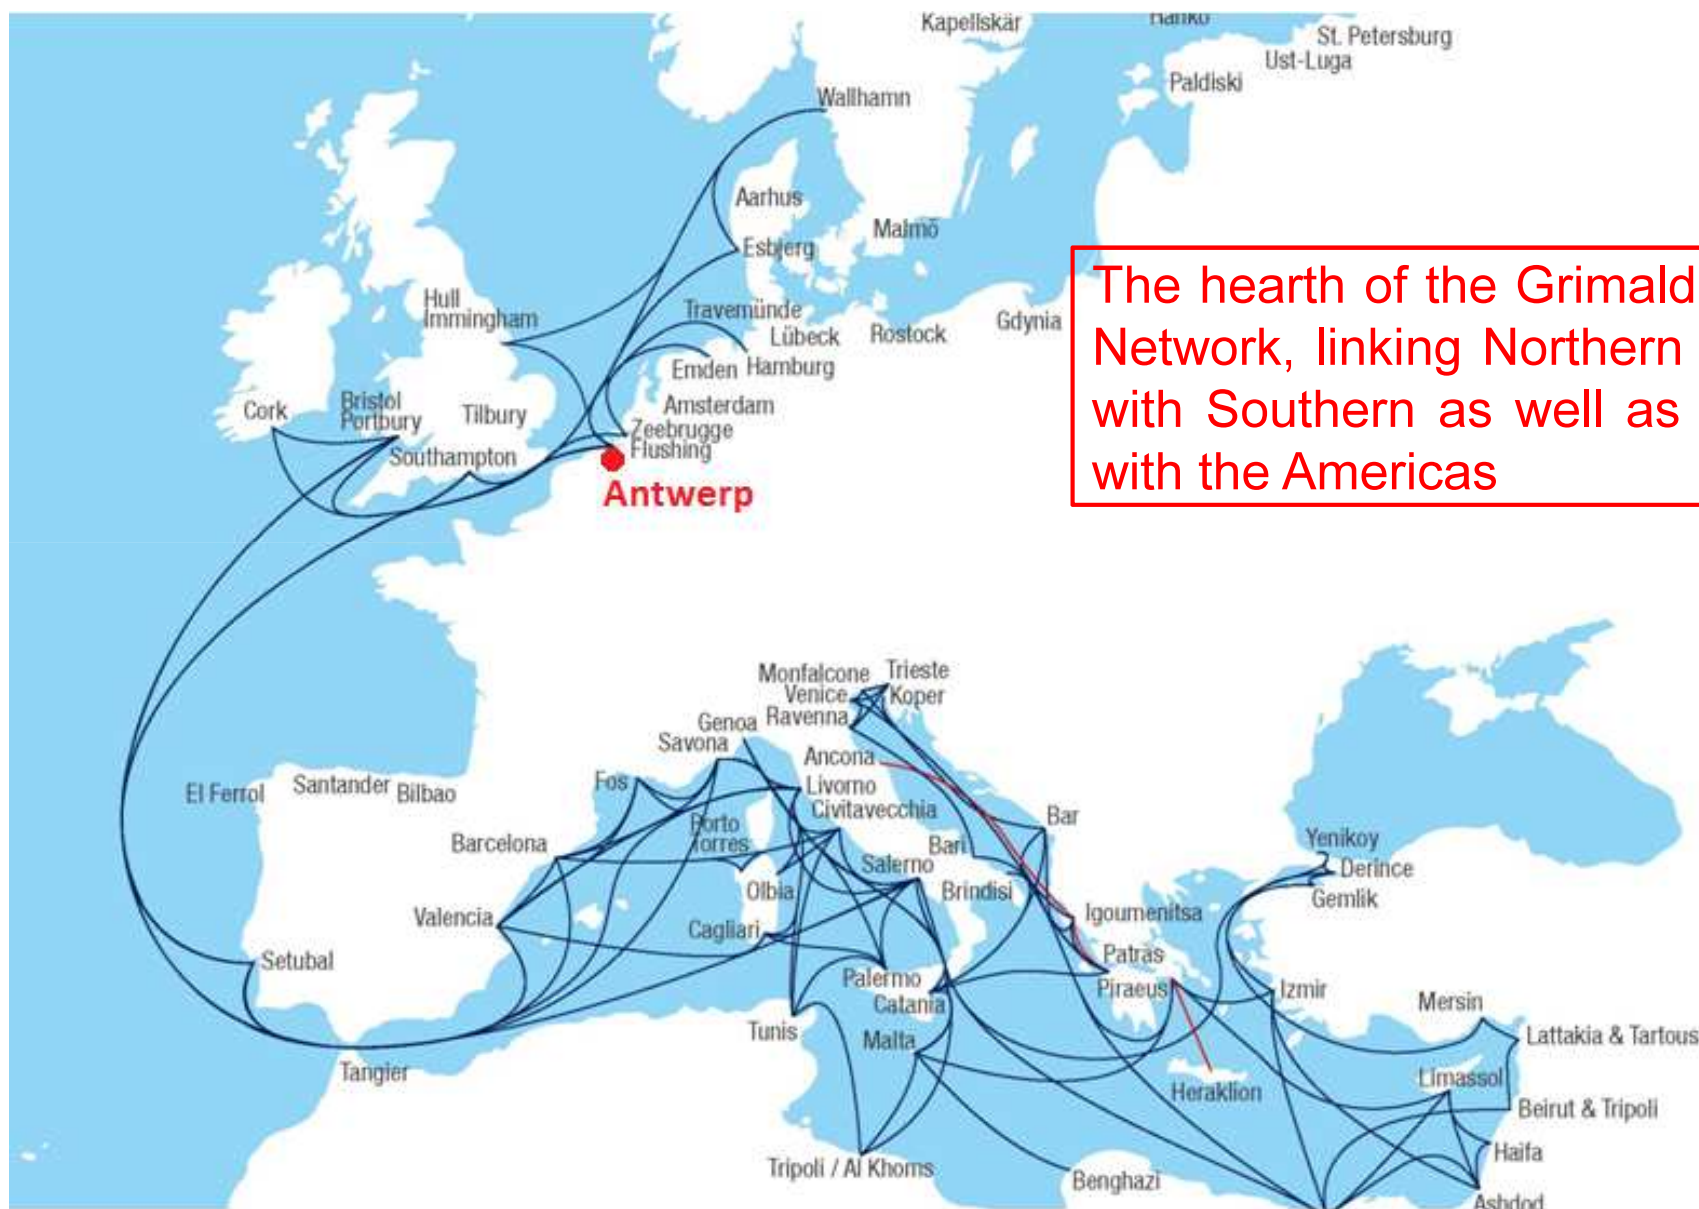 Kapellskär
Hanko
St. Petersburg
Ust-Luga
Paldiski
Wallhamn
Aarhus
Malmö
Esbjerg
The hearth of the Grimald
Network, linking Northern
with Southern as well as
with the Americas
Hull
Immingham
Travemünde
Lübeck
Rostock
Gdynia
Emden
Hamburg
Amsterdam
Cork
Bristol
Portbury
Tilbury
Zeebrugge
Flushing
Southampton
Antwerp
Monfalcone
Trieste
Venice
Koper
Ravenna
Genoa
Savona
Ancona
El Ferrol
Santander
Bilbao
Fos
Livorno
Civitavecchia
Porto
Torres
Bar
Barcelona
Bari
Yenikoy
Derince
Gemlik
Salerno
Olbia
Brindisi
Valencia
Cagliari
Igoumenitsa
Setubal
Patras
Palermo
Piraeus
Izmir
Catania
Mersin
Tunis
Malta
Lattakia & Tartous
Tangier
Limassol
Heraklion
Beirut & Tripoli
Haifa
Tripoli / Al Khoms
Benghazi
Ashdod